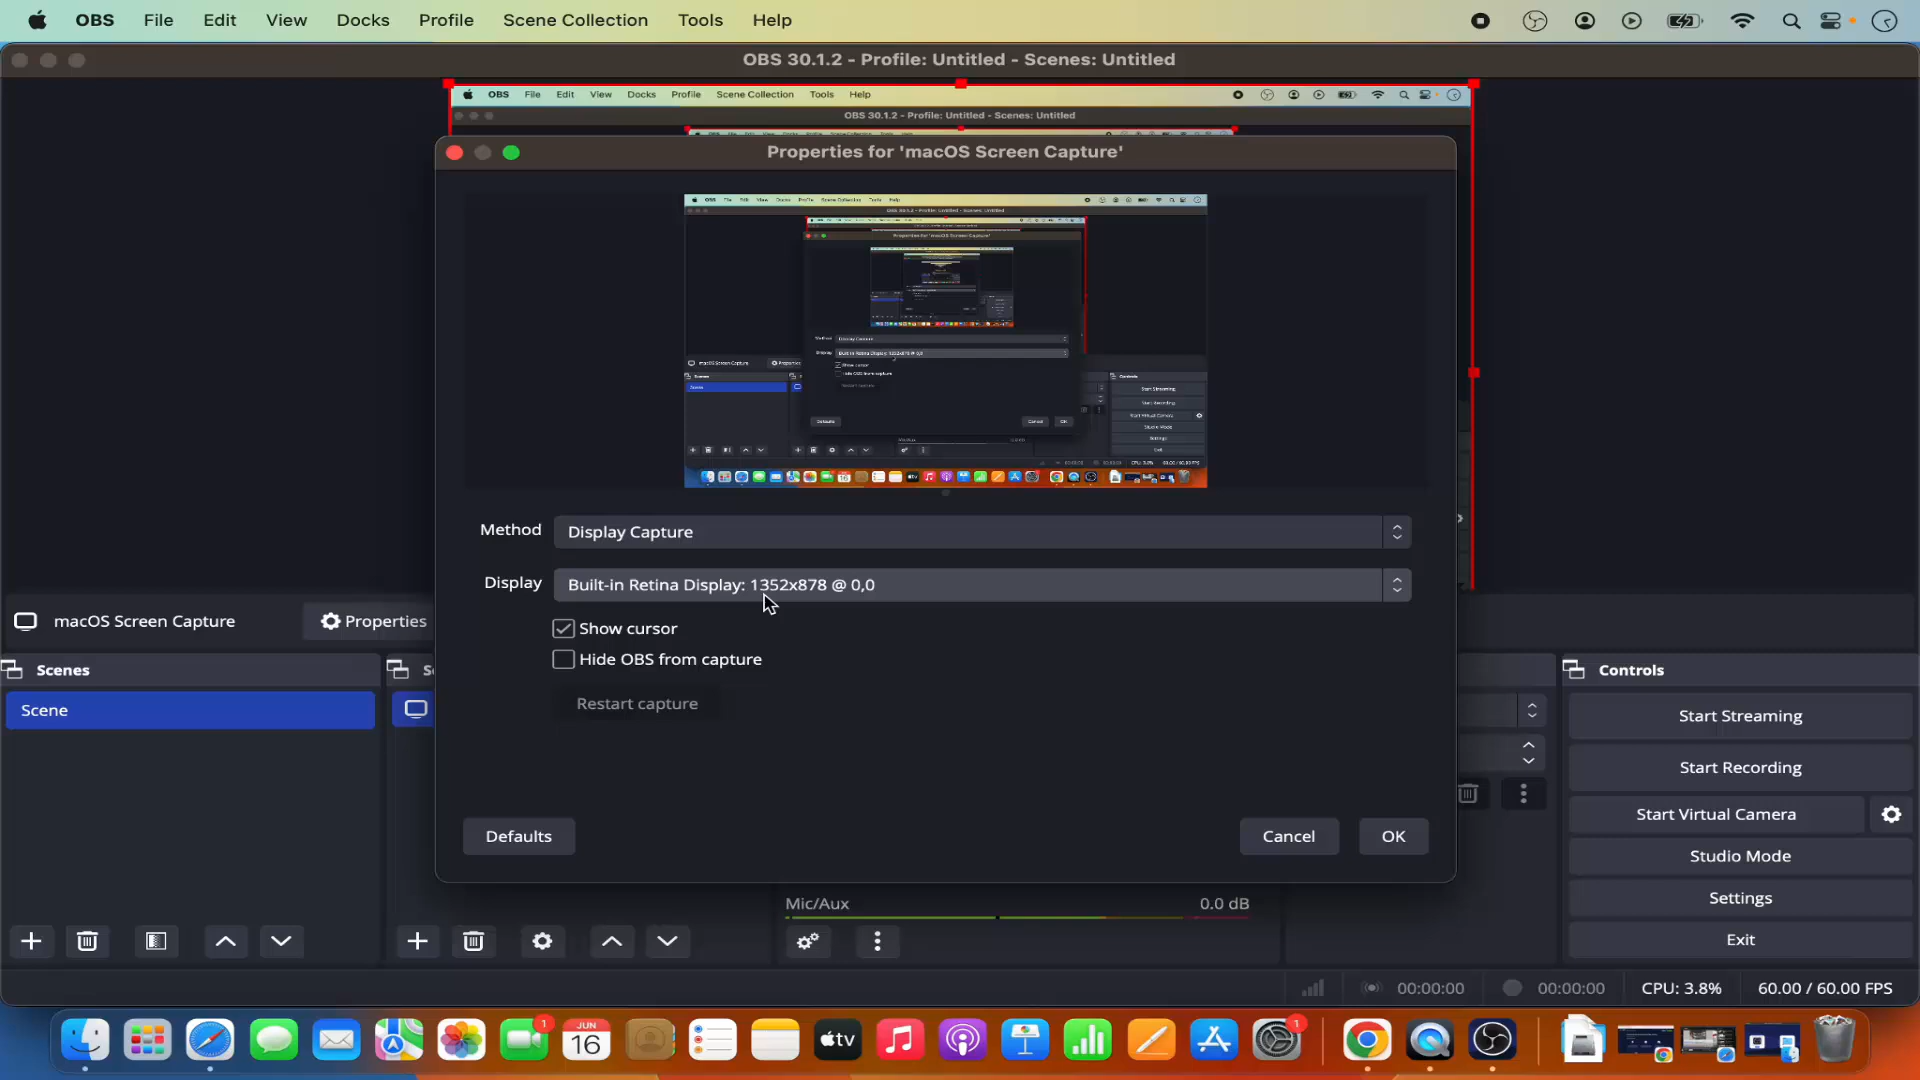 OBS File Edit View Docks Profile Scene Collection Tools Help
OBS 30.1.2 - Profile: Untitled - Scenes: Untitled
OBS File Edit View Docks Profile Scene Collection Tools Help
OBS 30.1.2 - Profile: Untitled - Scenes: Untitled
Properties for 'macOS Screen Capture'
Method Display Capture
Display Built-in Retina Display: 1352x878 @ 0,0
Show cursor
Hide OBS from capture
Restart capture
Defaults Cancel OK
macOS Screen Capture Properties
Scenes
Scene
Controls
Start Streaming
Start Recording
Start Virtual Camera
Studio Mode
Settings
Exit
Mic/Aux 0.0 dB
00:00:00 00:00:00 CPU: 3.8% 60.00 / 60.00 FPS
1
JUN
16
tv
1